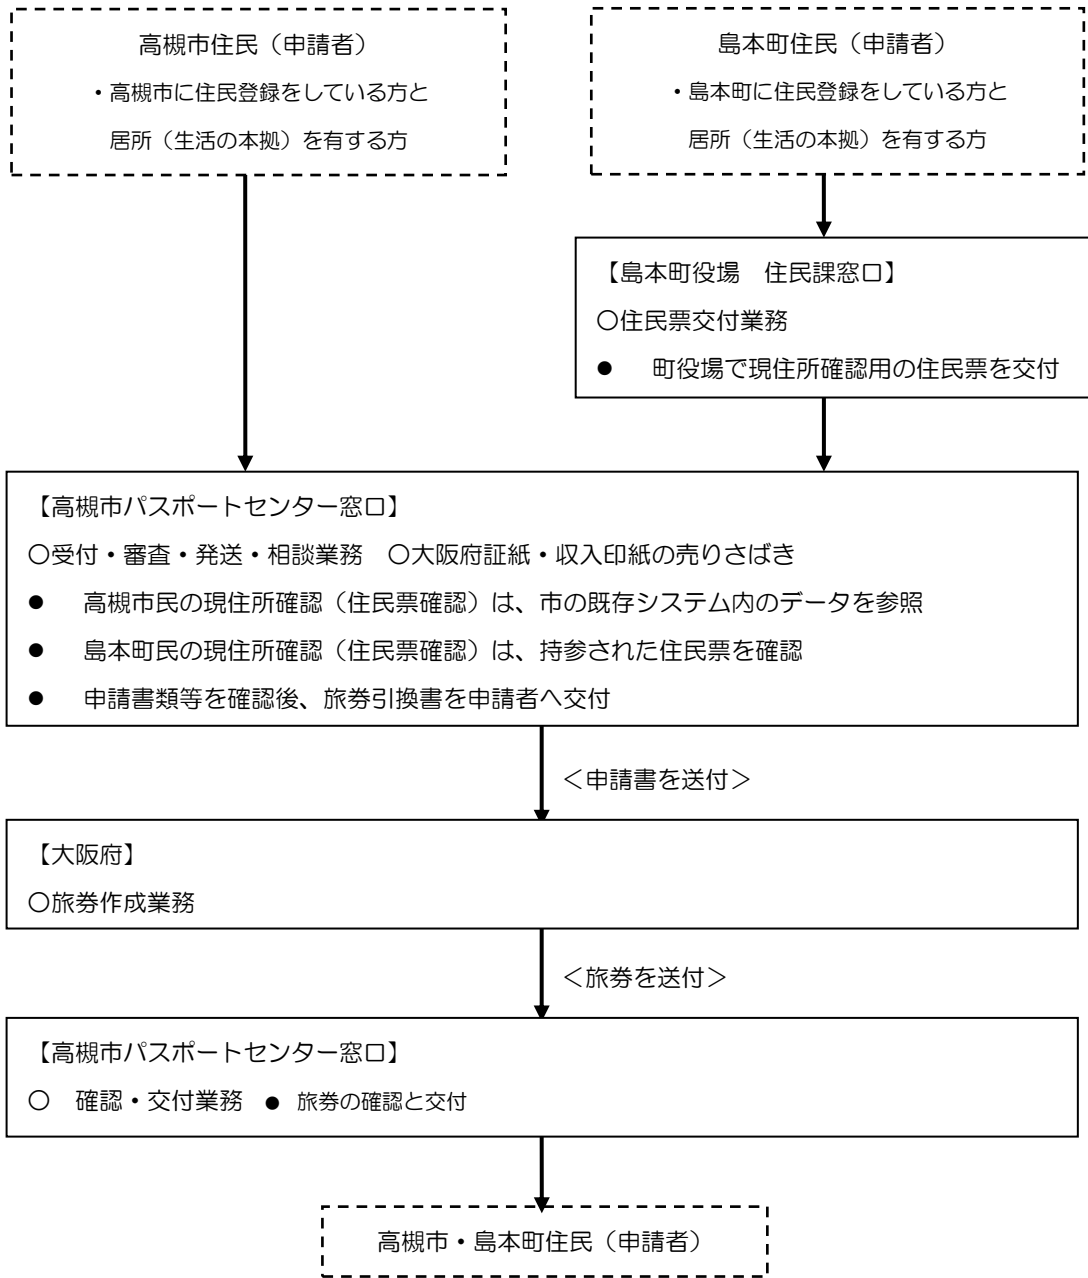 高槻市住民（申請者）
・高槻市に住民登録をしている方と
居所（生活の本拠）を有する方
島本町住民（申請者）
・島本町に住民登録をしている方と
居所（生活の本拠）を有する方
【島本町役場　住民課窓口】
〇住民票交付業務
●　町役場で現住所確認用の住民票を交付
【高槻市パスポートセンター窓口】
〇受付・審査・発送・相談業務　〇大阪府証紙・収入印紙の売りさばき
●　高槻市民の現住所確認（住民票確認）は、市の既存システム内のデータを参照
●　島本町民の現住所確認（住民票確認）は、持参された住民票を確認
●　申請書類等を確認後、旅券引換書を申請者へ交付
＜申請書を送付＞
【大阪府】
〇旅券作成業務
＜旅券を送付＞
【高槻市パスポートセンター窓口】
〇　確認・交付業務　●　旅券の確認と交付
高槻市・島本町住民（申請者）